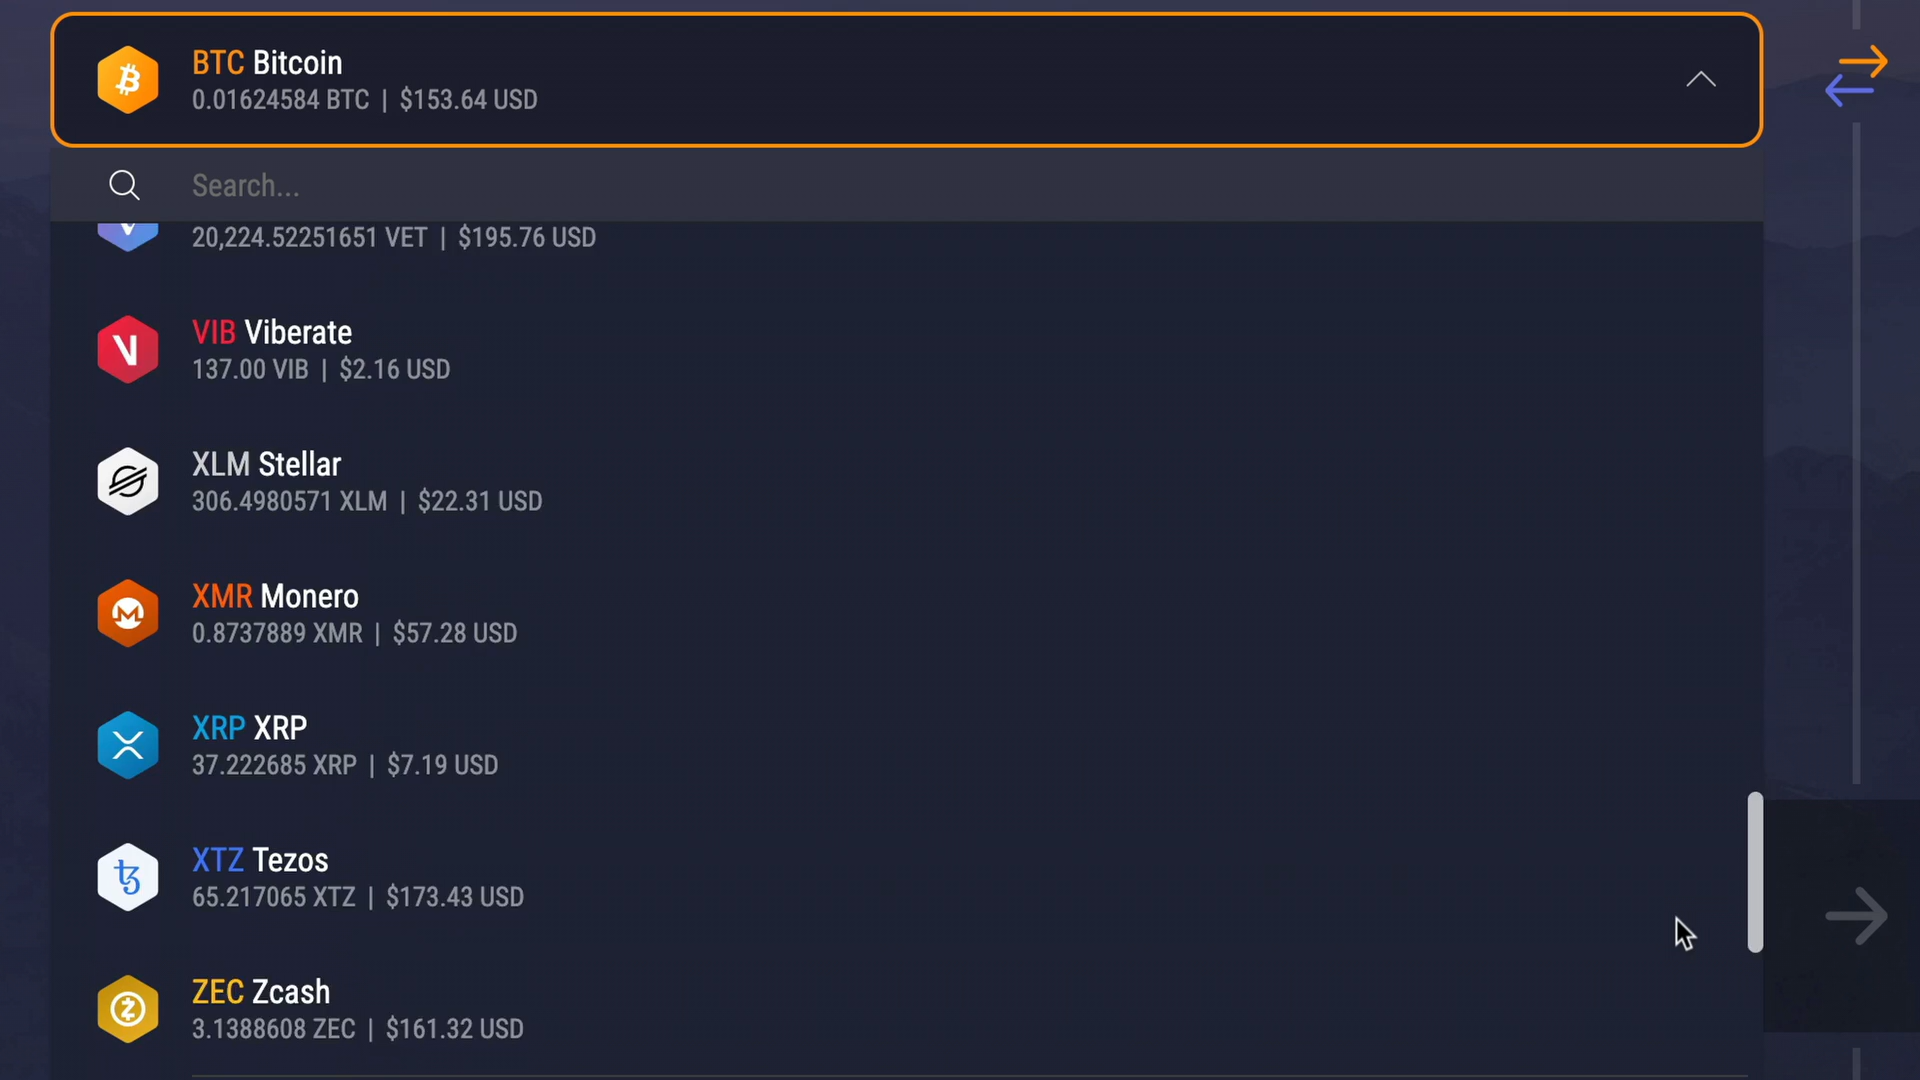 BTC Bitcoin
0.01624584 BTC | $153.64 USD
Search...
20,224.52251651 VET | $195.76 USD
VIB Viberate
137.00 VIB | $2.16 USD
XLM Stellar
306.4980571 XLM | $22.31 USD
XMR Monero
0.8737889 XMR | $57.28 USD
XRP XRP
37.222685 XRP | $7.19 USD
XTZ Tezos
65.217065 XTZ | $173.43 USD
ZEC Zcash
3.1388608 ZEC | $161.32 USD